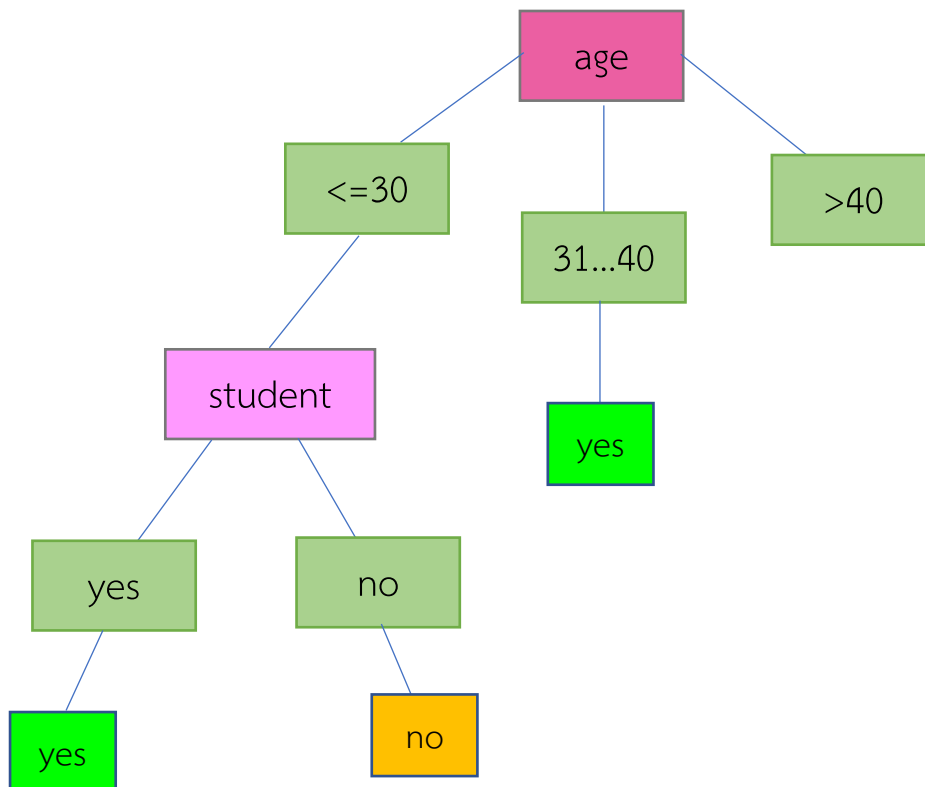 age
<=30
31...40
>40
student
yes
yes
no
yes
no